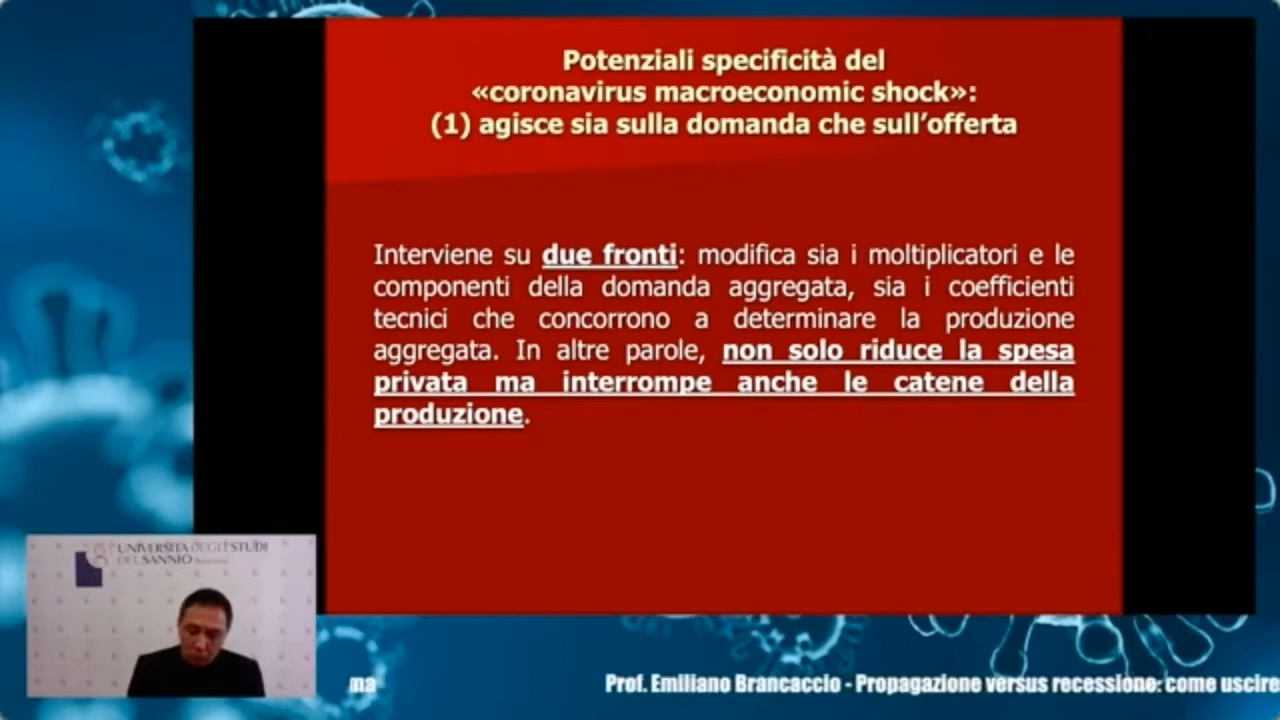 Potenziali specificità del
«coronavirus macroeconomic shock»:
(1) agisce sia sulla domanda che sull’offerta
Interviene su due fronti: modifica sia i moltiplicatori e le
componenti della domanda aggregata, sia i coefficienti
tecnici che concorrono a determinare la produzione
aggregata. In altre parole, non solo riduce la spesa
privata ma interrompe anche le catene della
produzione.
UNIVERSITÀ DEGLI STUDI
DEL SANNIO
ma
Prof. Emiliano Brancaccio - Propagazione versus recessione: come uscire